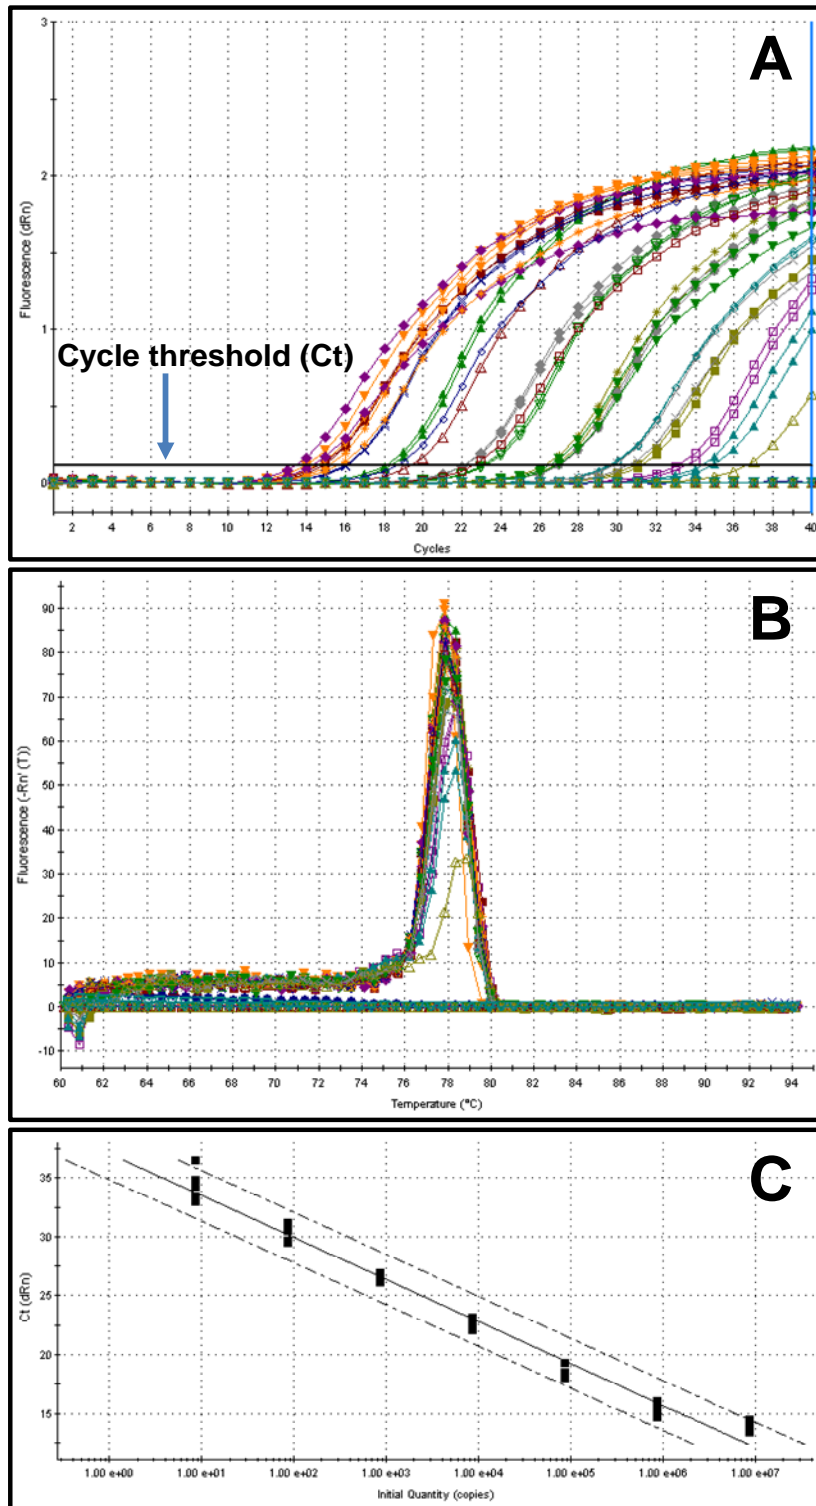 A
3
2
1
0
Fluorescence (dRn)
Cycle threshold (Ct)
2 4 6 8 10 12 14 16 18 20 22 24 26 28 30 32 34 36 38 40
Cycles
B
90
80
70
60
50
40
30
20
10
0
-10
Fluorescence (-Rn' (T))
60 62 64 66 68 70 72 74 76 78 80 82 84 86 88 90 92 94
Temperature (°C)
C
35
30
25
20
15
Ct (dRn)
1.00 e+00 1.00 e+01 1.00 e+02 1.00 e+03 1.00 e+04 1.00 e+05 1.00 e+06 1.00 e+07
Initial Quantity (copies)